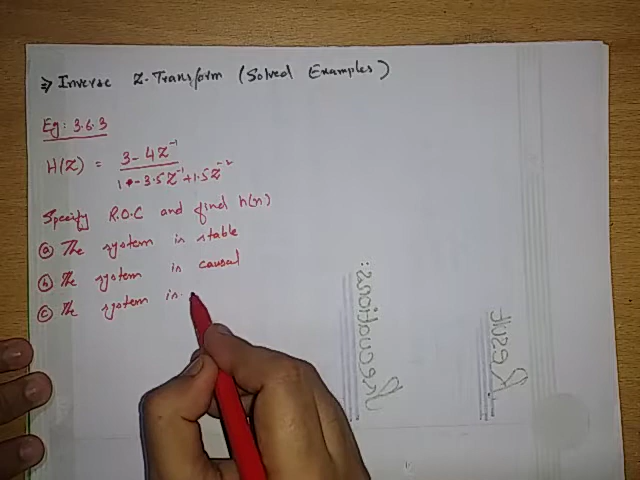 ⇒ Inverse Z-Transform (Solved Examples)
Eg: 3.6.3
H(Z) = 3 - 4Z⁻¹ / 1 - 3.5Z⁻¹ + 1.5Z⁻²
Specify R.O.C and find h(n)
(a) The system is stable
(b) The system is causal
(c) The system is
Precautions:
Result